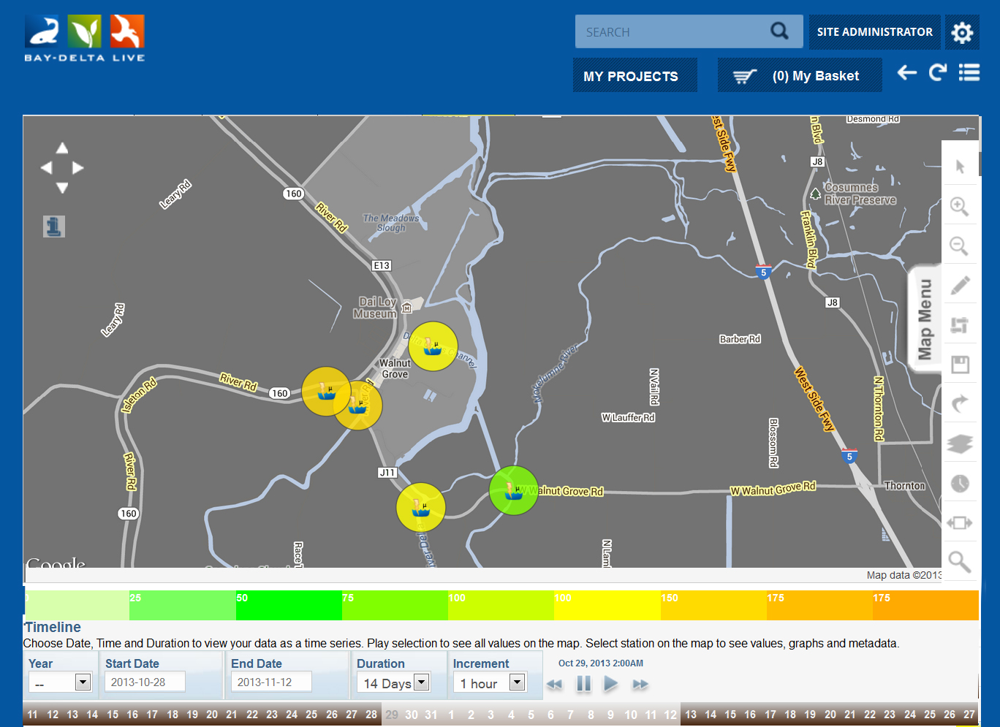 BAY-DELTA LIVE
SEARCH
SITE ADMINISTRATOR
MY PROJECTS
(0) My Basket
Desmond Rd
West Side Fwy
n Blvd
J8
Leary Rd
160
River Rd
The Meadows
Slough
Cosumnes
River Preserve
Franklin Blvd
E13
5
Map Menu
Dai Loy
Museum
M
J8
Leary Rd
Barber Rd
Delta
Channel
Walnut
Grove
Mokelumne River
N Vail Rd
West Side Fwy
N Thornton Rd
River Rd
160
Isleton Rd
W Lauffer Rd
Blossom Rd
5
River Rd
J11
W Walnut Grove Rd
W Walnut Grove Rd
Thornton
160
Race
N Land
Google
Map data ©2013
25
50
75
100
100
150
175
175
Timeline
Choose Date, Time and Duration to view your data as a time series. Play selection to see all values on the map. Select station on the map to see values, graphs and metadata.
Year
Start Date
End Date
Duration
Increment
Oct 29, 2013 2:00AM
--
2013-10-28
2013-11-12
14 Days
1 hour
11 12 13 14 15 16 17 18 19 20 21 22 23 24 25 26 27 28 29 30 31 1 2 3 4 5 6 7 8 9 10 11 12 13 14 15 16 17 18 19 20 21 22 23 24 25 26 27